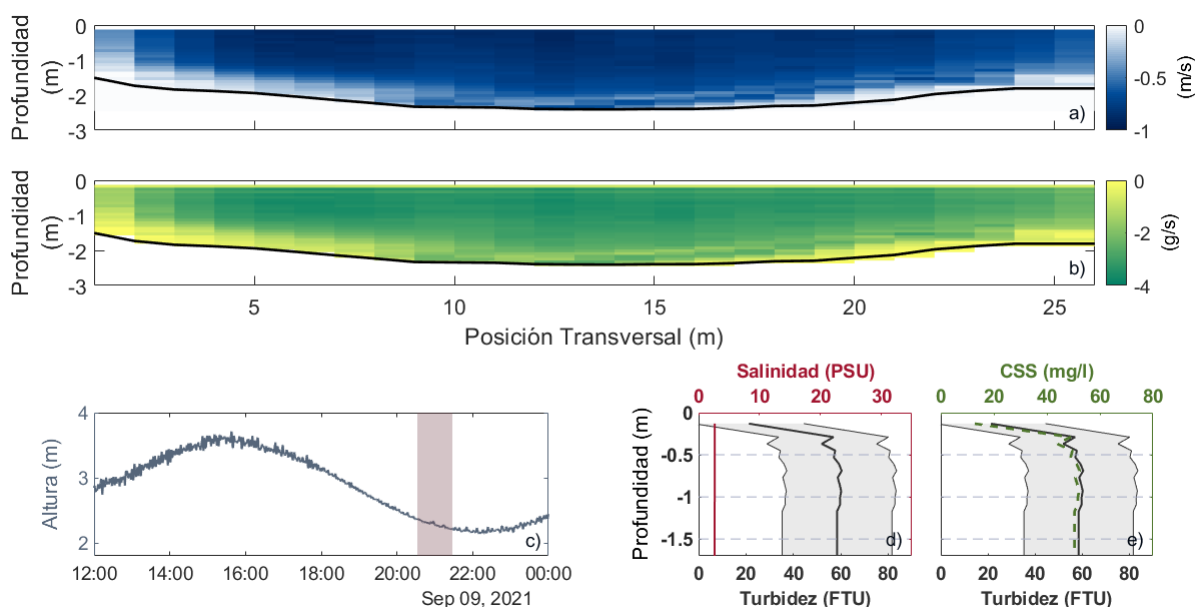 Profundidad (m)
0
-1
-2
-3
a)
0
-0.5
-1
(m/s)
Profundidad (m)
0
-1
-2
-3
b)
0
-2
-4
(g/s)
5 10 15 20 25
Posición Transversal (m)
Altura (m)
4
3
2
c)
12:00 14:00 16:00 18:00 20:00 22:00 00:00
Sep 09, 2021
Salinidad (PSU)
0 10 20 30
Profundidad (m)
0
-0.5
-1
-1.5
d)
0 20 40 60 80
Turbidez (FTU)
CSS (mg/l)
0 20 40 60 80
e)
0 20 40 60 80
Turbidez (FTU)